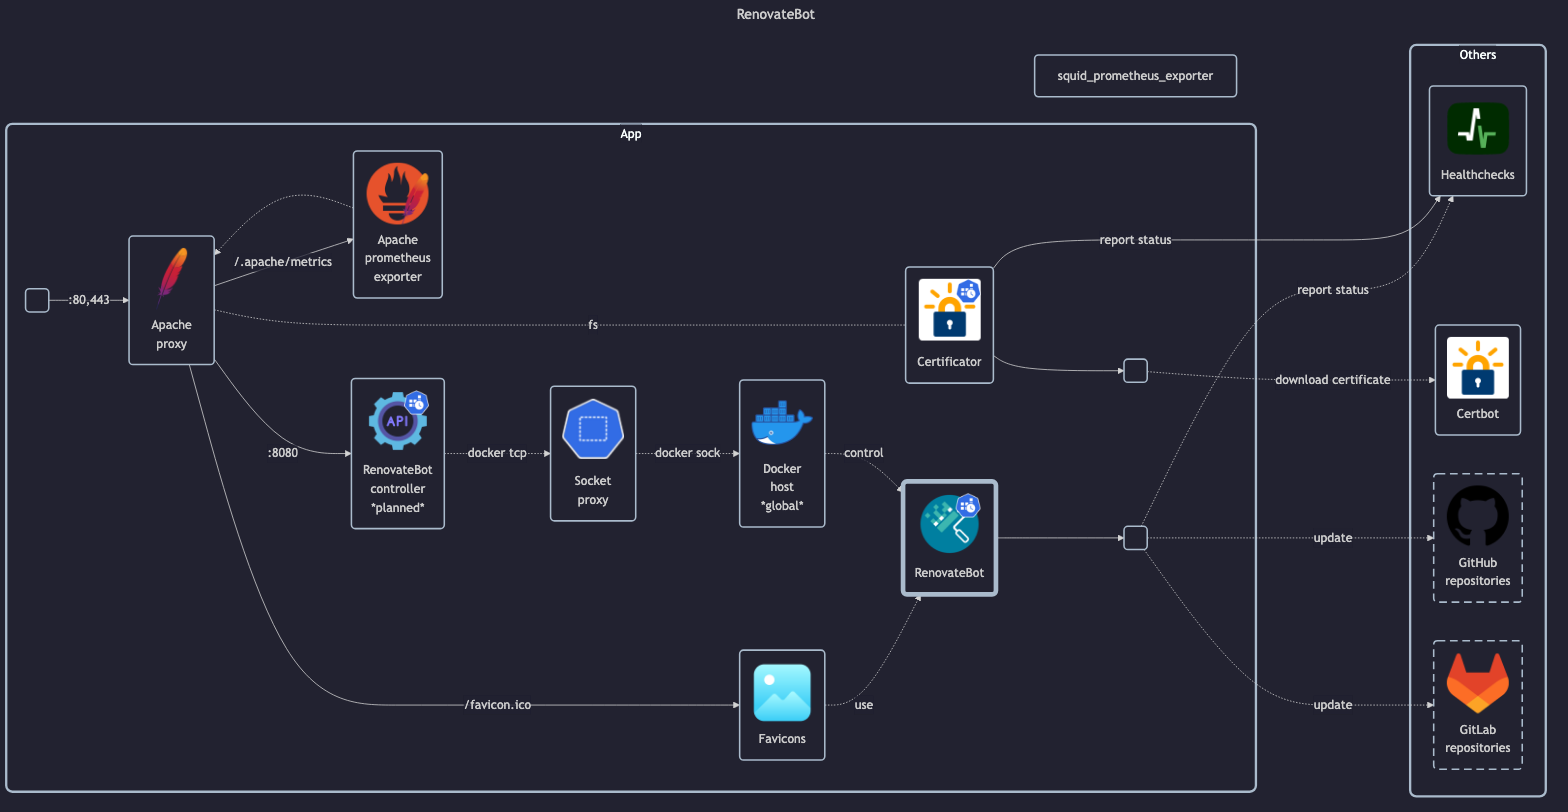 RenovateBot
squid_prometheus_exporter
Others
Healthchecks
App
Apache
prometheus
exporter
/.apache/metrics
:80,443
Apache
proxy
report status
report status
fs
Certificator
download certificate
Certbot
:8080
API
RenovateBot
controller
*planned*
docker tcp
Socket
proxy
docker sock
Docker
host
*global*
control
RenovateBot
update
GitHub
repositories
/favicon.ico
Favicons
use
update
GitLab
repositories